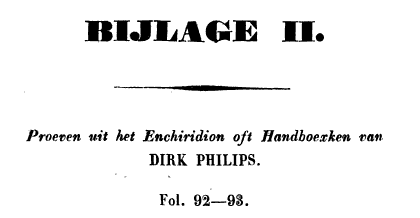 BIJLAGE II.
Proeven uit het Enchiridion oft Handboexken van
DIRK PHILIPS.
Fol. 92—93.